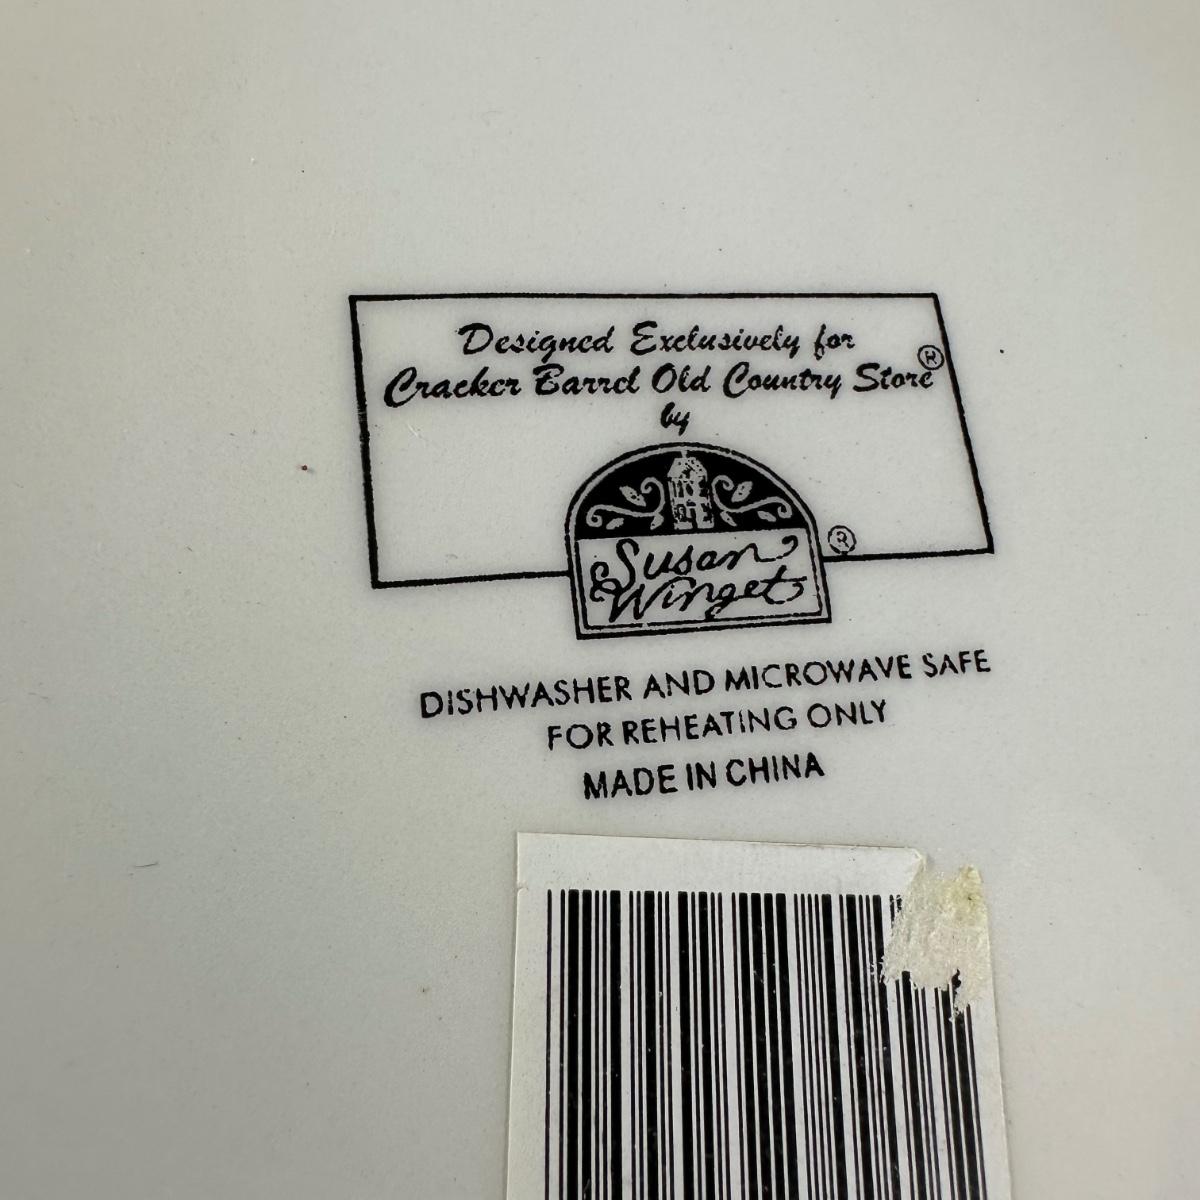 Designed Exclusively for
Cracker Barrel Old Country Store®
by
Susan
Winget ®
DISHWASHER AND MICROWAVE SAFE
FOR REHEATING ONLY
MADE IN CHINA